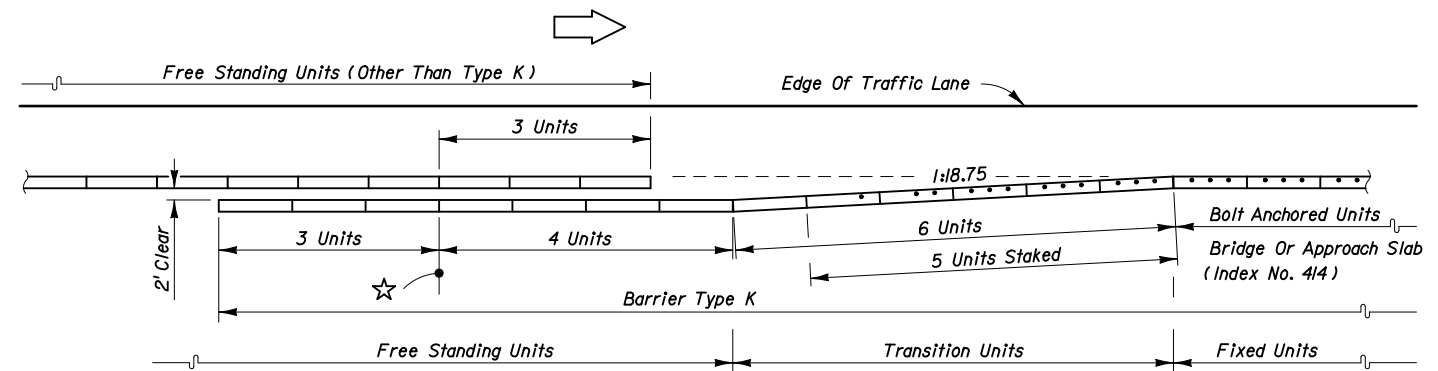 Free Standing Units (Other Than Type K)
Edge Of Traffic Lane
3 Units
1:18.75
2' Clear
3 Units
4 Units
6 Units
5 Units Staked
Bolt Anchored Units
Bridge Or Approach Slab
(Index No. 414)
Barrier Type K
Free Standing Units
Transition Units
Fixed Units